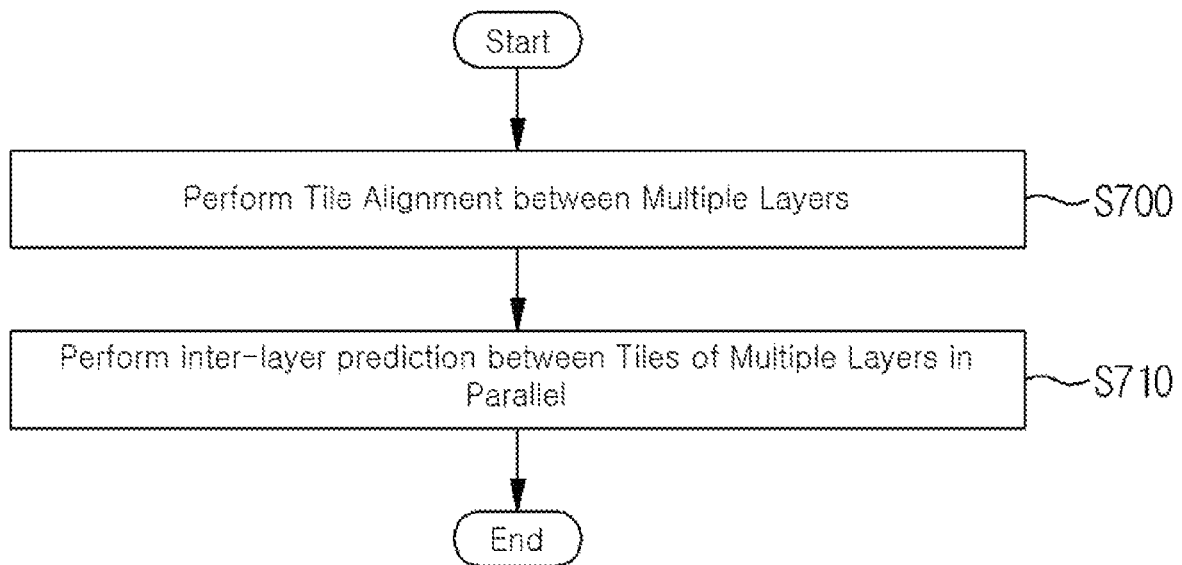 Start
Perform Tile Alignment between Multiple Layers
S700
Perform inter-layer prediction between Tiles of Multiple Layers in
Parallel
S710
End